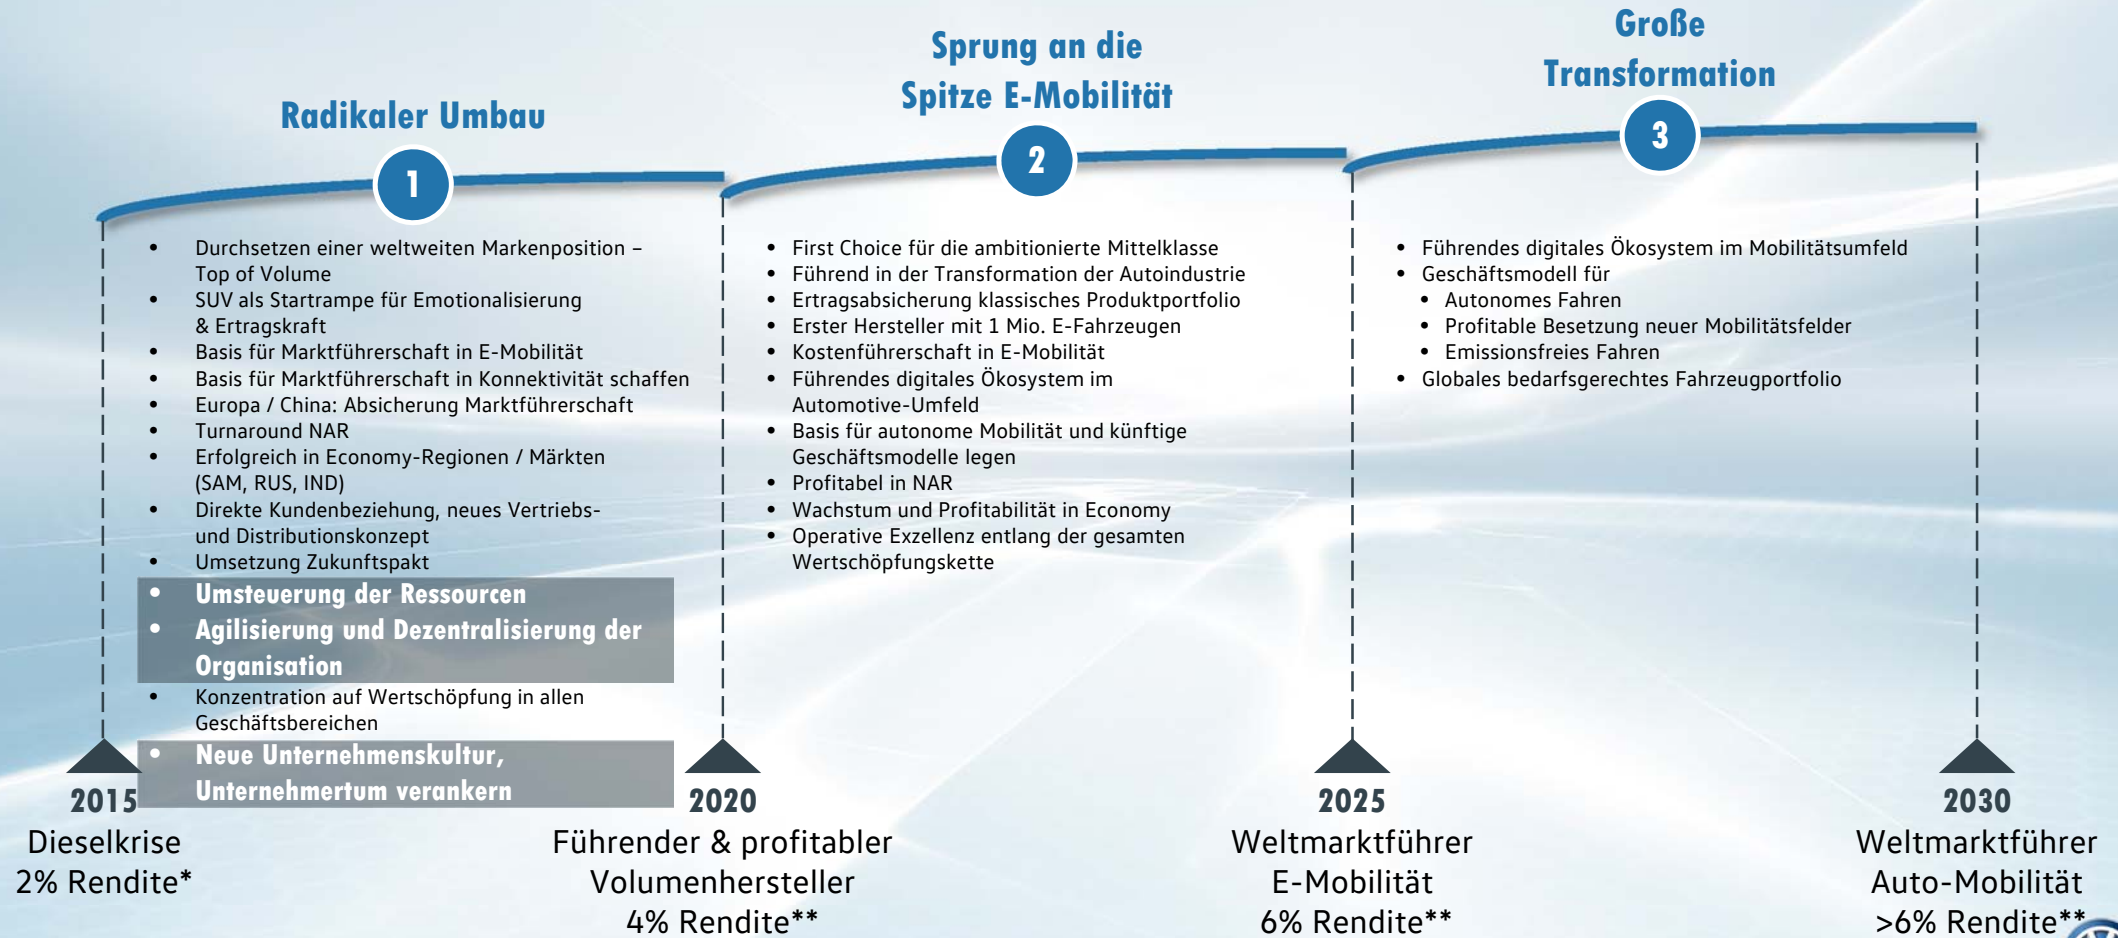 Radikaler Umbau
1
• Durchsetzen einer weltweiten Markenposition –
Top of Volume
• SUV als Startrampe für Emotionalisierung
& Ertragskraft
• Basis für Marktführerschaft in E-Mobilität
• Basis für Marktführerschaft in Konnektivität schaffen
• Europa / China: Absicherung Marktführerschaft
• Turnaround NAR
• Erfolgreich in Economy-Regionen / Märkten
(SAM, RUS, IND)
• Direkte Kundenbeziehung, neues Vertriebs-
und Distributionskonzept
• Umsetzung Zukunftspakt
• Umsteuerung der Ressourcen
• Agilisierung und Dezentralisierung der
Organisation
• Konzentration auf Wertschöpfung in allen
Geschäftsbereichen
• Neue Unternehmenskultur,
Unternehmertum verankern
Sprung an die
Spitze E-Mobilität
2
• First Choice für die ambitionierte Mittelklasse
• Führend in der Transformation der Autoindustrie
• Ertragsabsicherung klassisches Produktportfolio
• Erster Hersteller mit 1 Mio. E-Fahrzeugen
• Kostenführerschaft in E-Mobilität
• Führendes digitales Ökosystem im
Automotive-Umfeld
• Basis für autonome Mobilität und künftige
Geschäftsmodelle legen
• Profitabel in NAR
• Wachstum und Profitabilität in Economy
• Operative Exzellenz entlang der gesamten
Wertschöpfungskette
Große
Transformation
3
• Führendes digitales Ökosystem im Mobilitätsumfeld
• Geschäftsmodell für
• Autonomes Fahren
• Profitable Besetzung neuer Mobilitätsfelder
• Emissionsfreies Fahren
• Globales bedarfsgerechtes Fahrzeugportfolio
2015
Dieselkrise
2% Rendite*
2020
Führender & profitabler
Volumenhersteller
4% Rendite**
2025
Weltmarktführer
E-Mobilität
6% Rendite**
2030
Weltmarktführer
Auto-Mobilität
>6% Rendite**